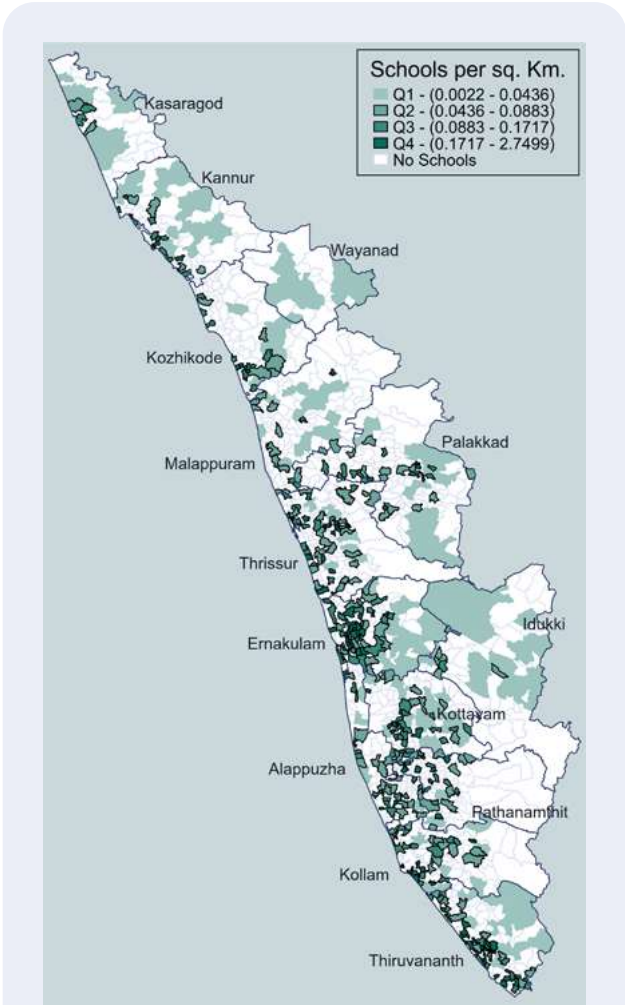 Schools per sq. Km.
Q1 - (0.0022 - 0.0436)
Q2 - (0.0436 - 0.0883)
Q3 - (0.0883 - 0.1717)
Q4 - (0.1717 - 2.7499)
No Schools
Kasaragod
Kannur
Wayanad
Kozhikode
Palakkad
Malappuram
Thrissur
Idukki
Ernakulam
Kottayam
Alappuzha
Pathanamthit
Kollam
Thiruvananth